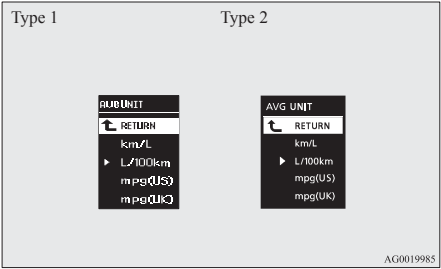 Type 1
Type 2
AVG UNIT
RETURN
km/L
L/100km
mpg(US)
mpg(UK)
AVG UNIT
RETURN
km/L
L/100km
mpg(US)
mpg(UK)
AG0019985